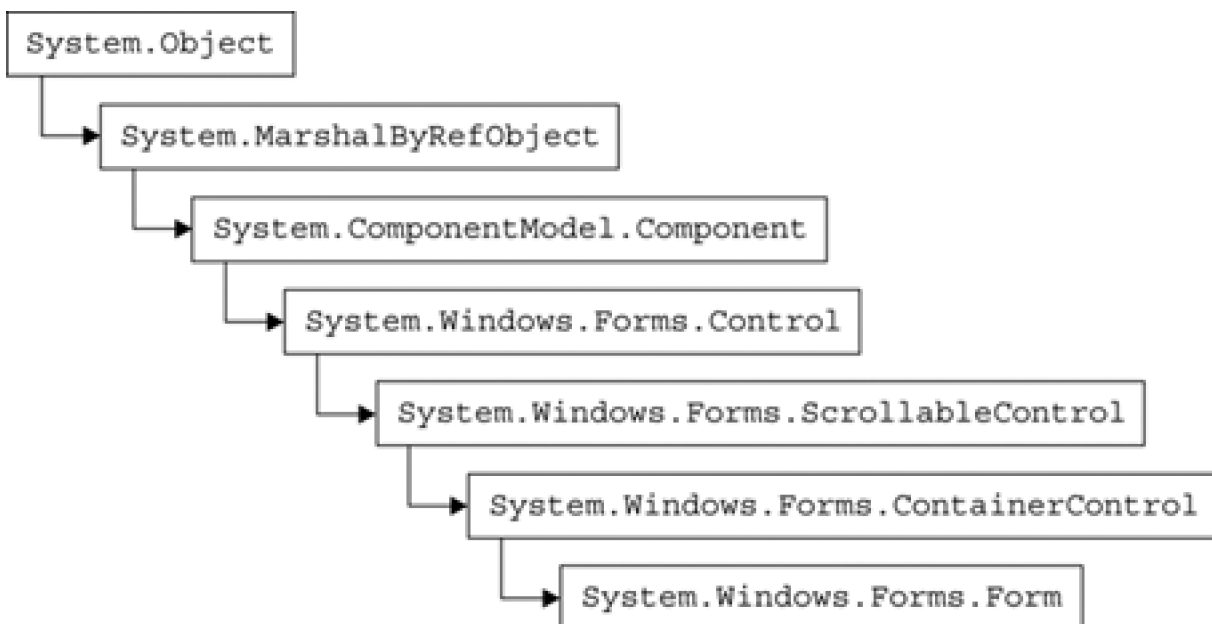 System.Object
System.MarshalByRefObject
System.ComponentModel.Component
System.Windows.Forms.Control
System.Windows.Forms.ScrollableControl
System.Windows.Forms.ContainerControl
System.Windows.Forms.Form